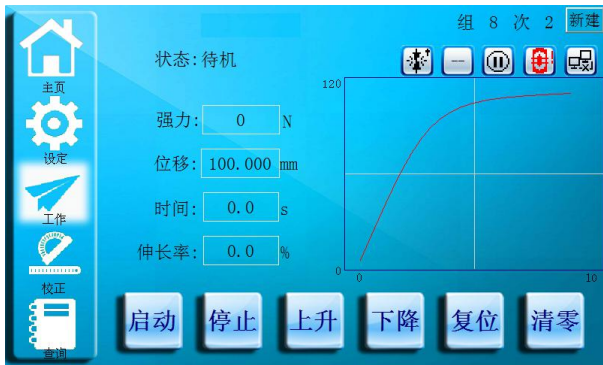 组 8 次 2 新建
主页
设定
工作
校正
查询
状态:待机
强力: 0 N
位移: 100.000 mm
时间: 0.0 s
伸长率: 0.0 %
--
120
0
0
10
启动 停止 上升 下降 复位 清零